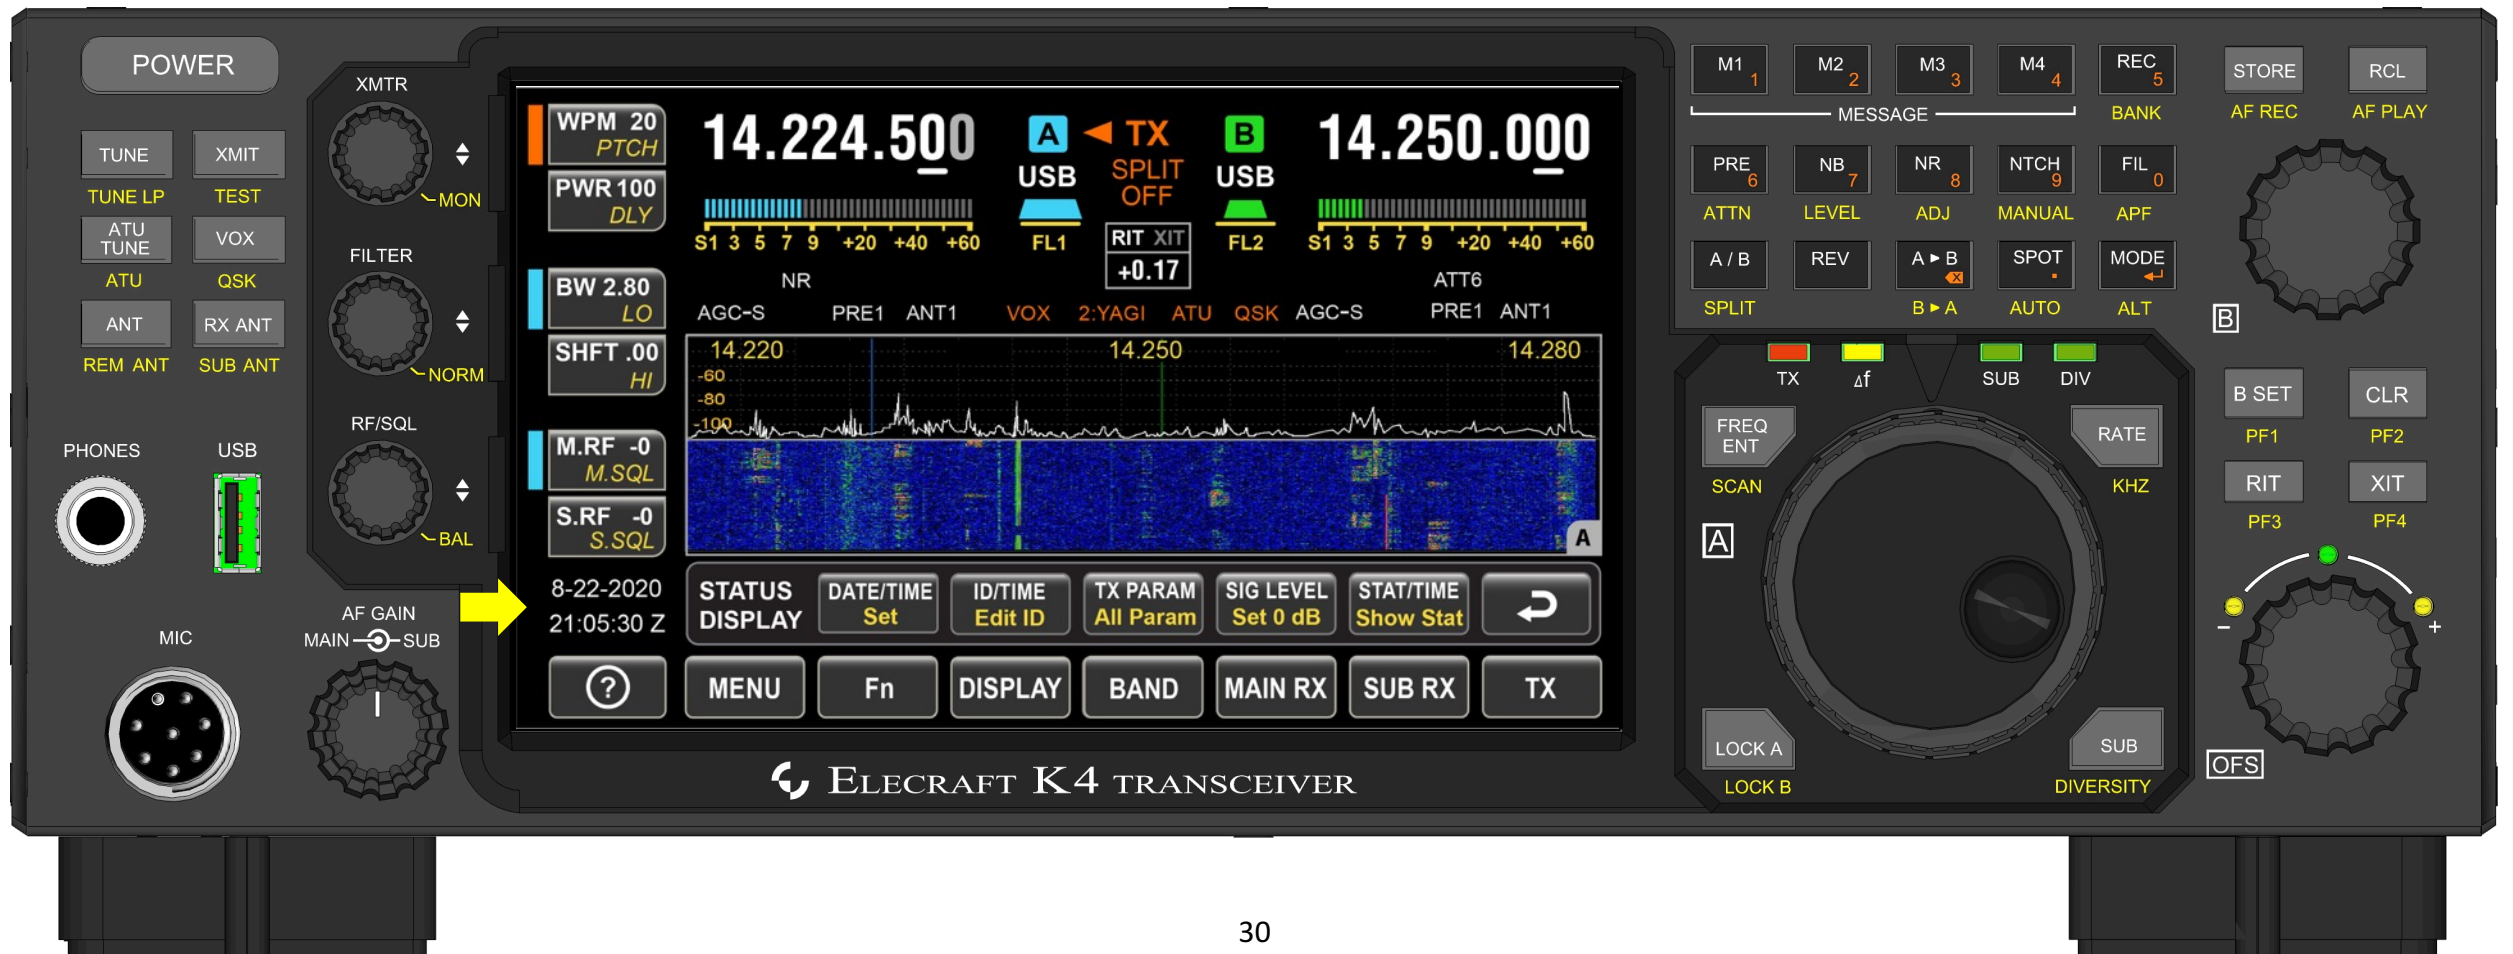 POWER
TUNE XMIT
TUNE LP TEST
ATU TUNE VOX
ATU QSK
ANT RX ANT
REM ANT SUB ANT
PHONES USB
MIC
XMTR
MON
FILTER
NORM
RF/SQL
BAL
AF GAIN
MAIN SUB
WPM 20
PTCH
PWR 100
DLY
BW 2.80
LO
SHFT .00
HI
M.RF -0
M.SQL
S.RF -0
S.SQL
8-22-2020
21:05:30 Z
14.224.500 A TX B 14.250.000
USB SPLIT OFF USB
S1 3 5 7 9 +20 +40 +60 FL1 RIT XIT FL2 S1 3 5 7 9 +20 +40 +60
+0.17
NR ATT6
AGC-S PRE1 ANT1 VOX 2:YAGI ATU QSK AGC-S PRE1 ANT1
14.220 14.250 14.280
-60
-80
-100
A
STATUS DISPLAY
DATE/TIME ID/TIME TX PARAM SIG LEVEL STAT/TIME
Set Edit ID All Param Set 0 dB Show Stat
? MENU Fn DISPLAY BAND MAIN RX SUB RX TX
ELECRAFT K4 TRANSCEIVER
M1 1 M2 2 M3 3 M4 4 REC 5
MESSAGE BANK
PRE 6 NB 7 NR 8 NTCH 9 FIL 0
ATTN LEVEL ADJ MANUAL APF
A / B REV A ▸ B SPOT . MODE
SPLIT B ▸ A AUTO ALT
STORE RCL
AF REC AF PLAY
B
TX Δf SUB DIV
FREQ ENT RATE
SCAN KHZ
A
LOCK A SUB
LOCK B DIVERSITY
B SET CLR
PF1 PF2
RIT XIT
PF3 PF4
− +
OFS
30